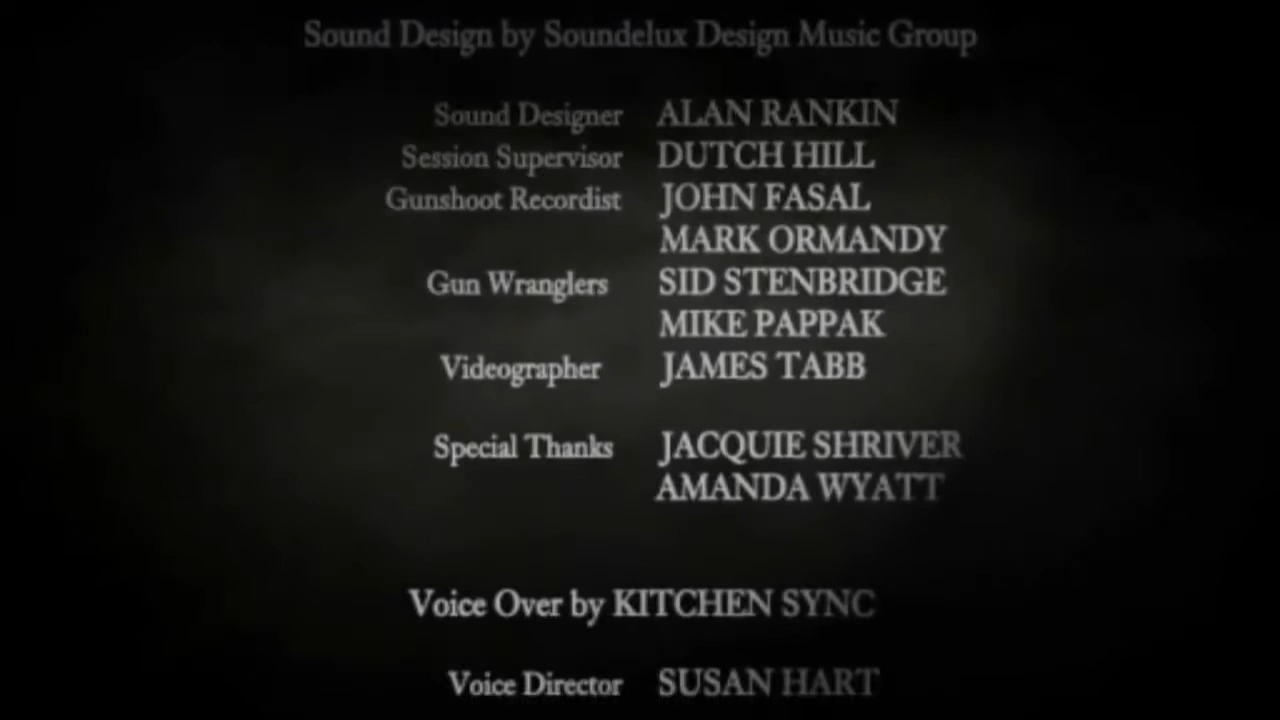 Sound Design by Soundelux Design Music Group
Sound Designer ALAN RANKIN
Session Supervisor DUTCH HILL
Gunshoot Recordist JOHN FASAL
MARK ORMANDY
Gun Wranglers SID STENBRIDGE
MIKE PAPPAK
Videographer JAMES TABB
Special Thanks JACQUIE SHRIVER
AMANDA WYATT
Voice Over by KITCHEN SYNC
Voice Director SUSAN HART